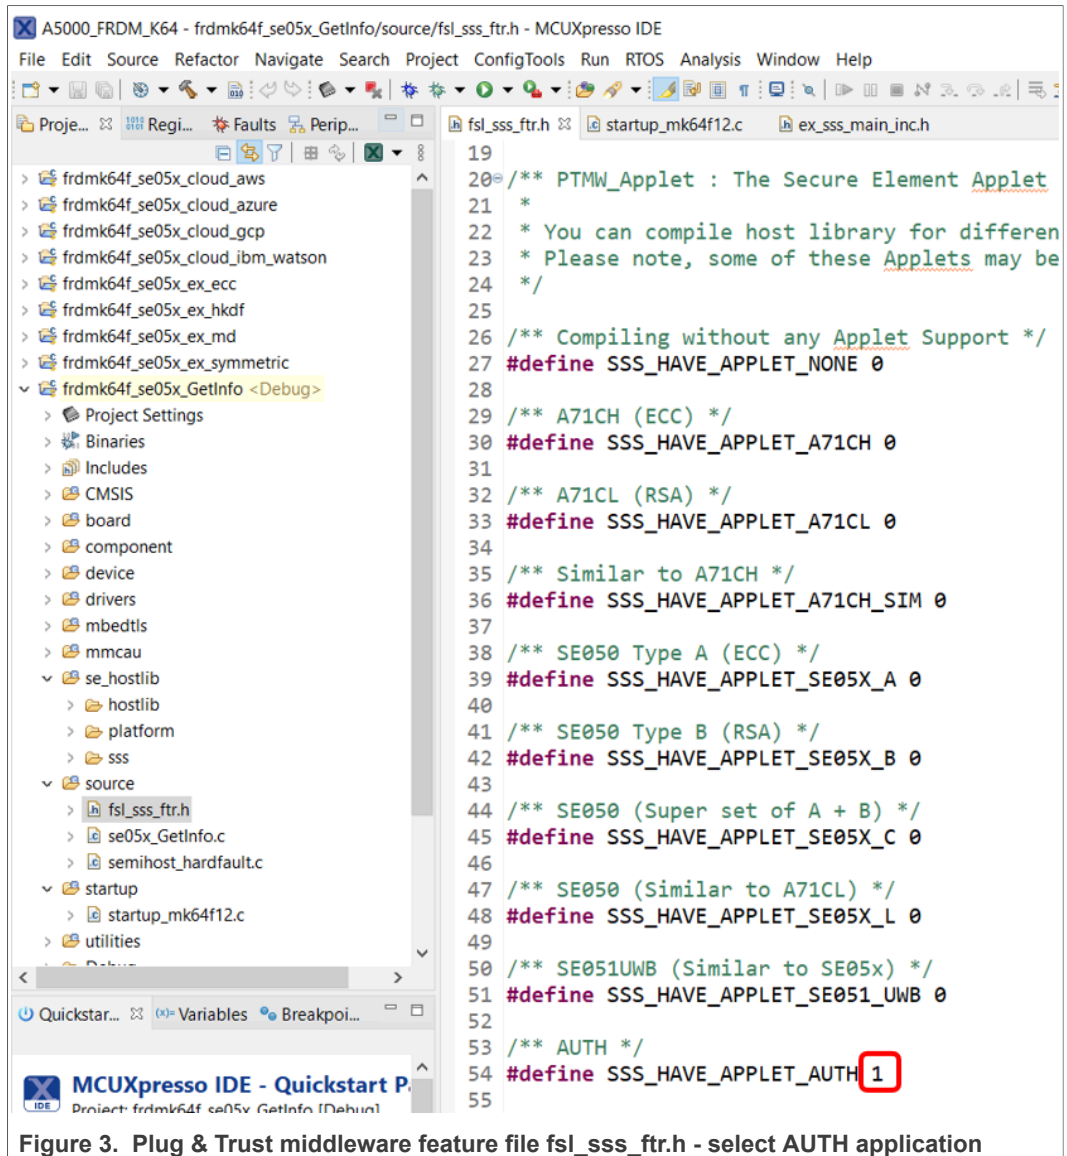 A5000_FRDM_K64 - frdmk64f_se05x_GetInfo/source/fsl_sss_ftr.h - MCUXpresso IDE
File Edit Source Refactor Navigate Search Project ConfigTools Run RTOS Analysis Window Help
Proje... Regi... Faults Perip...
frdmk64f_se05x_cloud_aws
frdmk64f_se05x_cloud_azure
frdmk64f_se05x_cloud_gcp
frdmk64f_se05x_cloud_ibm_watson
frdmk64f_se05x_ex_ecc
frdmk64f_se05x_ex_hkdf
frdmk64f_se05x_ex_md
frdmk64f_se05x_ex_symmetric
frdmk64f_se05x_GetInfo <Debug>
Project Settings
Binaries
Includes
CMSIS
board
component
device
drivers
mbedtls
mmcau
se_hostlib
hostlib
platform
sss
source
fsl_sss_ftr.h
se05x_GetInfo.c
semihost_hardfault.c
startup
startup_mk64f12.c
utilities
Quickstar... (x)= Variables Breakpoi...
IDE
MCUXpresso IDE - Quickstart P
Project: frdmk64f_se05x_GetInfo [Debug]
fsl_sss_ftr.h startup_mk64f12.c ex_sss_main_inc.h
19
20 /** PTMW_Applet : The Secure Element Applet
21 *
22 * You can compile host library for differen
23 * Please note, some of these Applets may be
24 */
25
26 /** Compiling without any Applet Support */
27 #define SSS_HAVE_APPLET_NONE 0
28
29 /** A71CH (ECC) */
30 #define SSS_HAVE_APPLET_A71CH 0
31
32 /** A71CL (RSA) */
33 #define SSS_HAVE_APPLET_A71CL 0
34
35 /** Similar to A71CH */
36 #define SSS_HAVE_APPLET_A71CH_SIM 0
37
38 /** SE050 Type A (ECC) */
39 #define SSS_HAVE_APPLET_SE05X_A 0
40
41 /** SE050 Type B (RSA) */
42 #define SSS_HAVE_APPLET_SE05X_B 0
43
44 /** SE050 (Super set of A + B) */
45 #define SSS_HAVE_APPLET_SE05X_C 0
46
47 /** SE050 (Similar to A71CL) */
48 #define SSS_HAVE_APPLET_SE05X_L 0
49
50 /** SE051UWB (Similar to SE05x) */
51 #define SSS_HAVE_APPLET_SE051_UWB 0
52
53 /** AUTH */
54 #define SSS_HAVE_APPLET_AUTH 1
55
Figure 3. Plug & Trust middleware feature file fsl_sss_ftr.h - select AUTH application